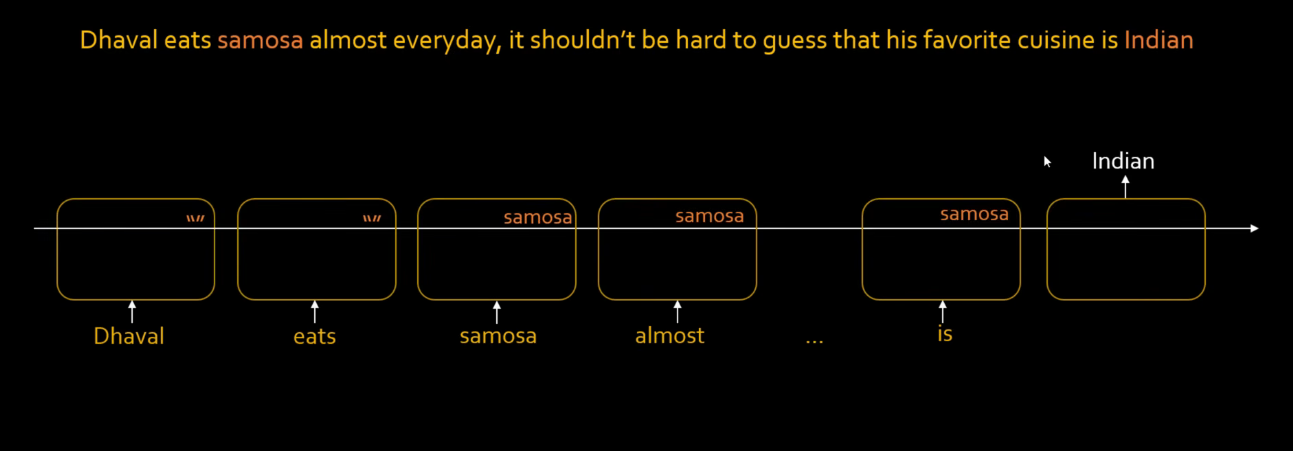 Dhaval eats samosa almost everyday, it shouldn’t be hard to guess that his favorite cuisine is Indian
Indian
“” “” samosa samosa samosa
Dhaval eats samosa almost ... is